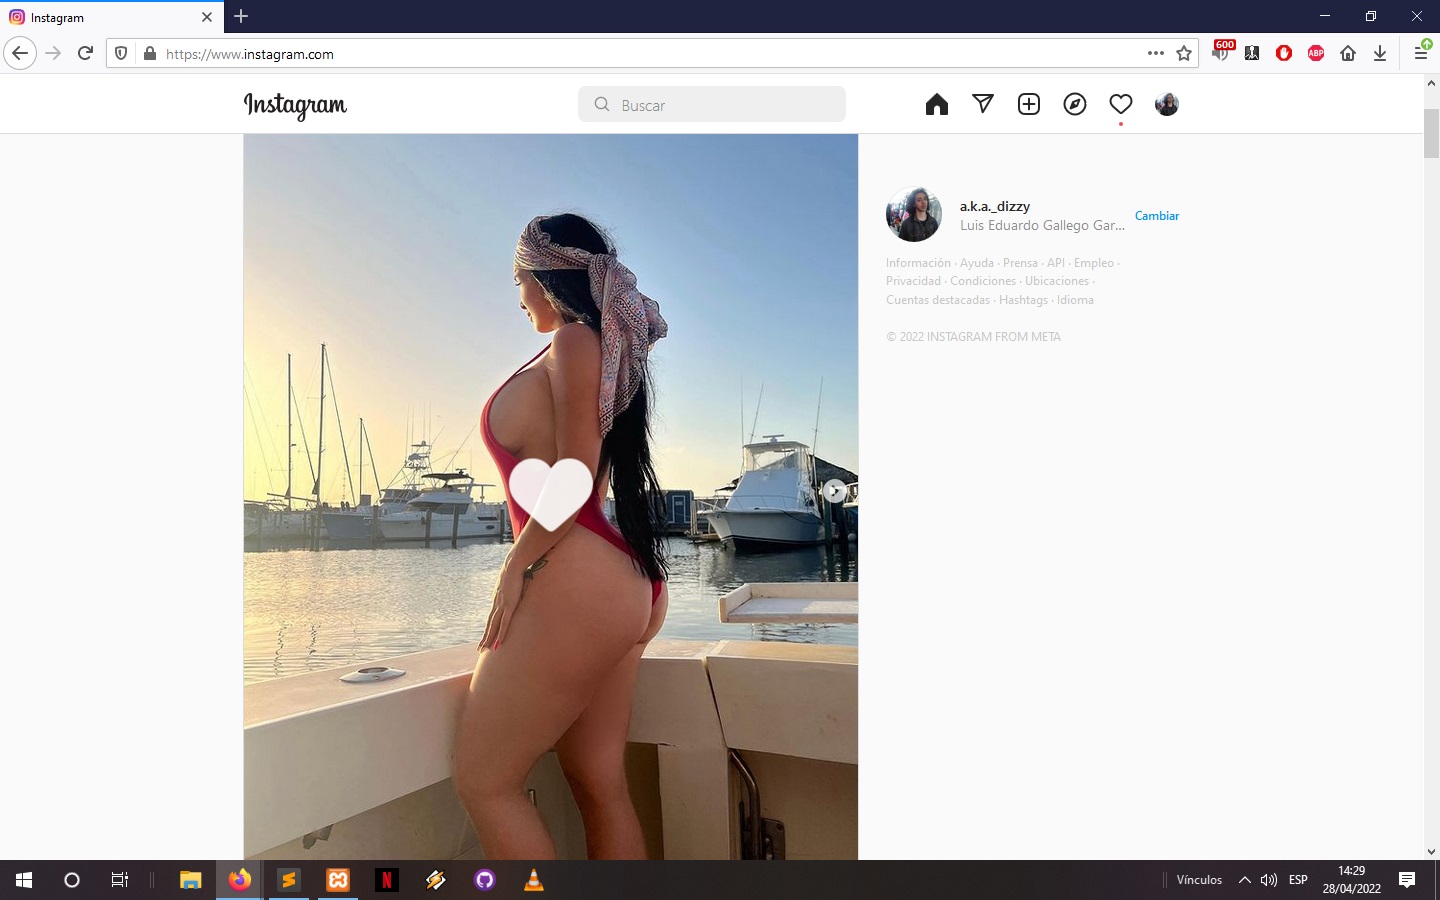 Instagram
https://www.instagram.com
600
ABP
Instagram
Buscar
a.k.a._dizzy
Luis Eduardo Gallego Gar...
Cambiar
Información · Ayuda · Prensa · API · Empleo ·
Privacidad · Condiciones · Ubicaciones ·
Cuentas destacadas · Hashtags · Idioma
© 2022 INSTAGRAM FROM META
Vínculos
ESP
14:29
28/04/2022